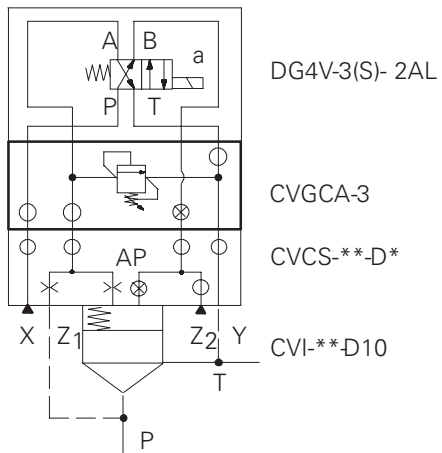 A B
a
DG4V-3(S)- 2AL
P T
CVGCA-3
CVCS-**-D*
AP
X Z1 Z2 Y
CVI-**-D10
T
P